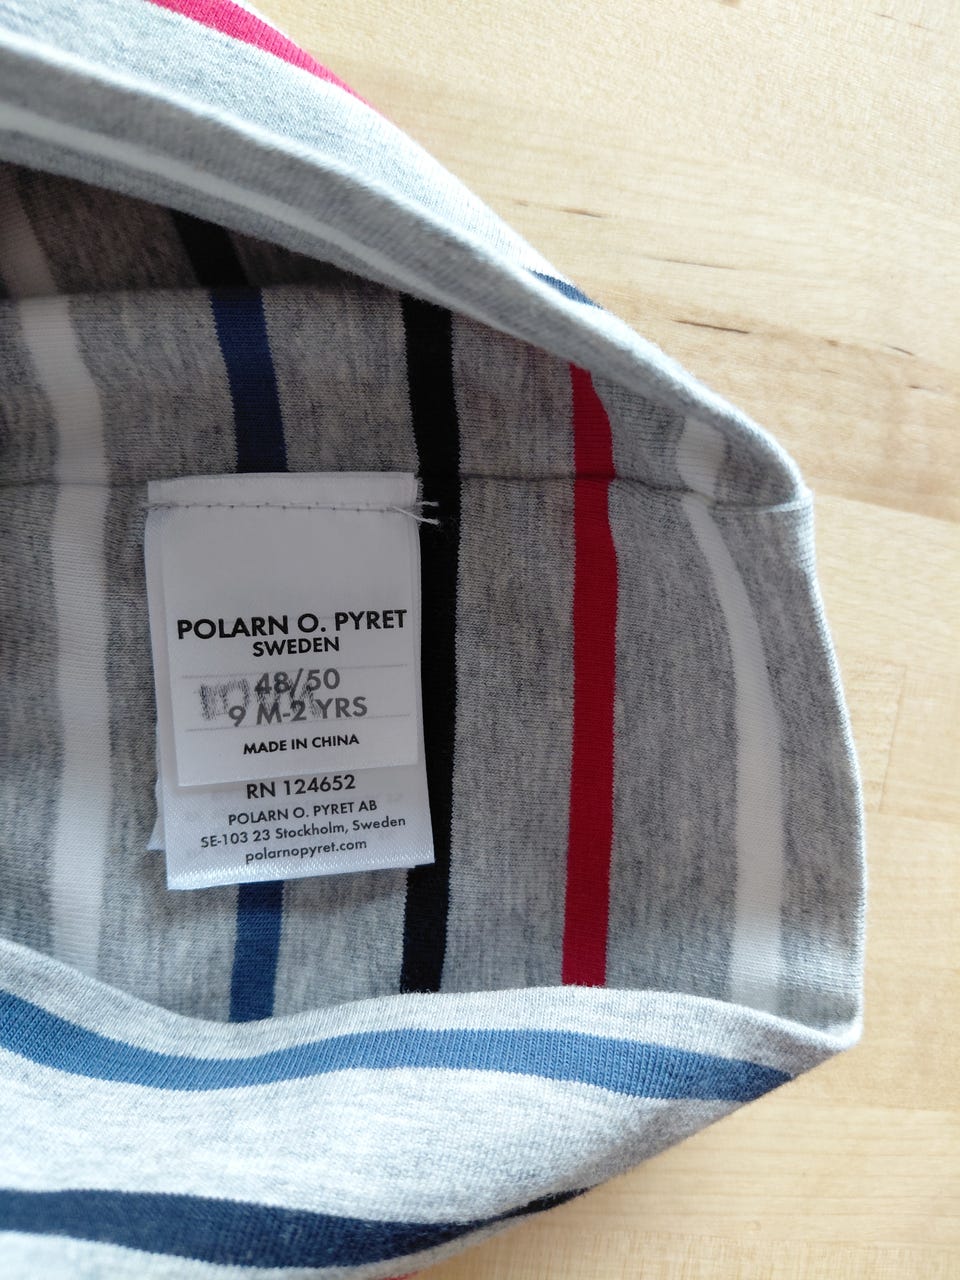 POLARN O. PYRET
SWEDEN
48/50
9 M-2 YRS
MADE IN CHINA
RN 124652
POLARN O. PYRET AB
SE-103 23 Stockholm, Sweden
polarnopyret.com